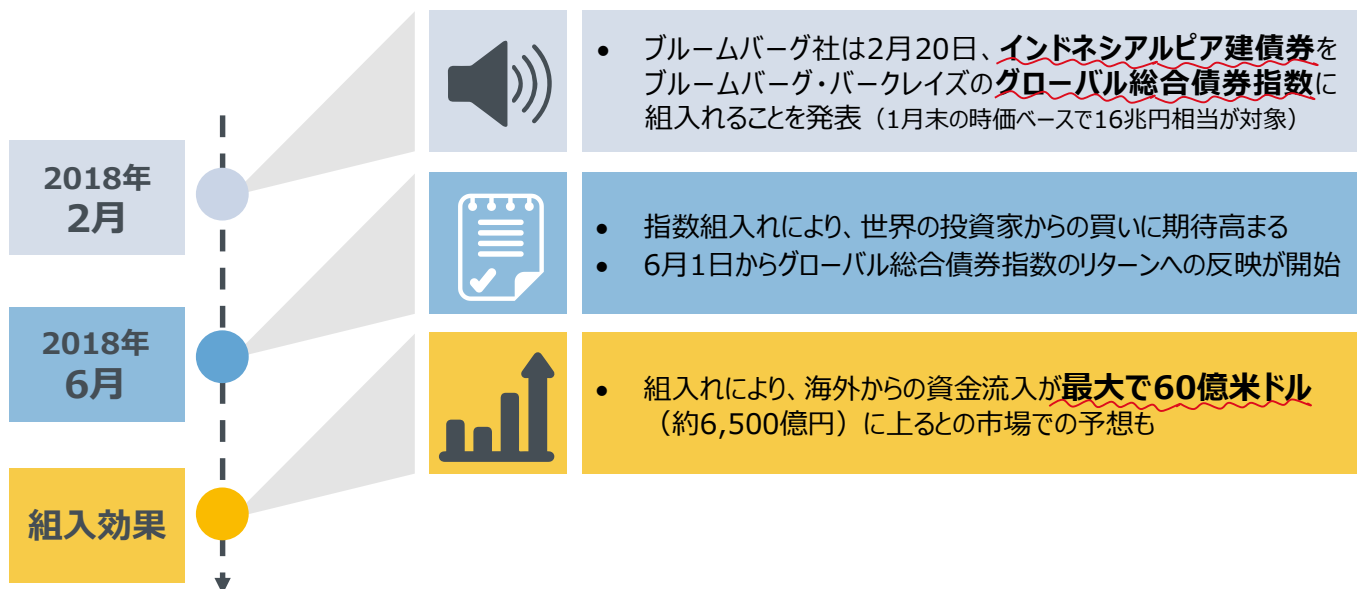 2018年
2月
• ブルームバーグ社は2月20日、インドネシアルピア建債券を
ブルームバーグ・バークレイズのグローバル総合債券指数に
組入れることを発表（1月末の時価ベースで16兆円相当が対象）
2018年
6月
• 指数組入れにより、世界の投資家からの買いに期待高まる
• 6月1日からグローバル総合債券指数のリターンへの反映が開始
組入効果
• 組入れにより、海外からの資金流入が最大で60億米ドル
（約6,500億円）に上るとの市場での予想も